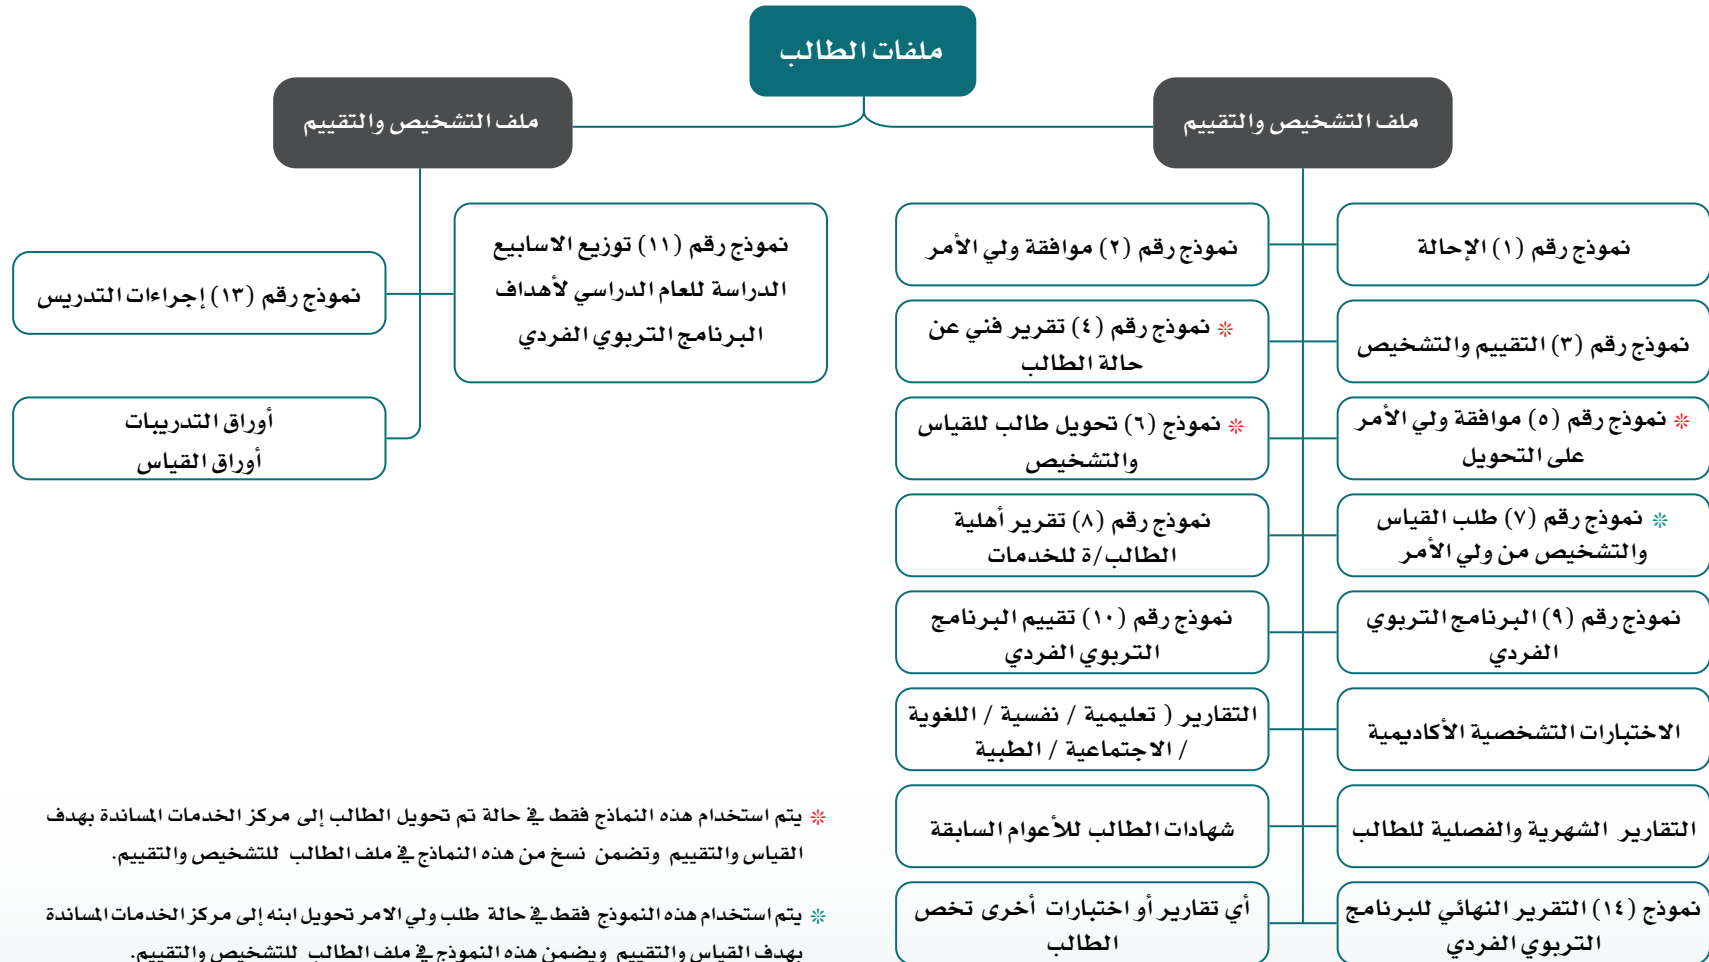 ملفات الطالب
ملف التشخيص والتقييم
نموذج رقم (١) الإحالة
نموذج رقم (٢) موافقة ولي الأمر
نموذج رقم (٣) التقييم والتشخيص
❊ نموذج رقم (٤) تقرير فني عن
حالة الطالب
❊ نموذج رقم (٥) موافقة ولي الأمر
على التحويل
❊ نموذج (٦) تحويل طالب للقياس
والتشخيص
❊ نموذج رقم (٧) طلب القياس
والتشخيص من ولي الأمر
نموذج رقم (٨) تقرير أهلية
الطالب/ة للخدمات
نموذج رقم (٩) البرنامج التربوي
الفردي
نموذج رقم (١٠) تقييم البرنامج
التربوي الفردي
الاختبارات التشخصية الأكاديمية
التقارير ( تعليمية / نفسية / اللغوية
/ الاجتماعية / الطبية
التقارير الشهرية والفصلية للطالب
شهادات الطالب للأعوام السابقة
نموذج (١٤) التقرير النهائي للبرنامج
التربوي الفردي
أي تقارير أو اختبارات أخرى تخص
الطالب
ملف التشخيص والتقييم
نموذج رقم (١١) توزيع الاسابيع
الدراسة للعام الدراسي لأهداف
البرنامج التربوي الفردي
نموذج رقم (١٣) إجراءات التدريس
أوراق التدريبات
أوراق القياس
❊ يتم استخدام هذه النماذج فقط في حالة تم تحويل الطالب إلى مركز الخدمات المساندة بهدف
القياس والتقييم وتضمن نسخ من هذه النماذج في ملف الطالب للتشخيص والتقييم.
❊ يتم استخدام هذه النموذج فقط في حالة طلب ولي الامر تحويل ابنه إلى مركز الخدمات المساندة
بهدف القياس والتقييم ويضمن هذه النموذج في ملف الطالب للتشخيص والتقييم.